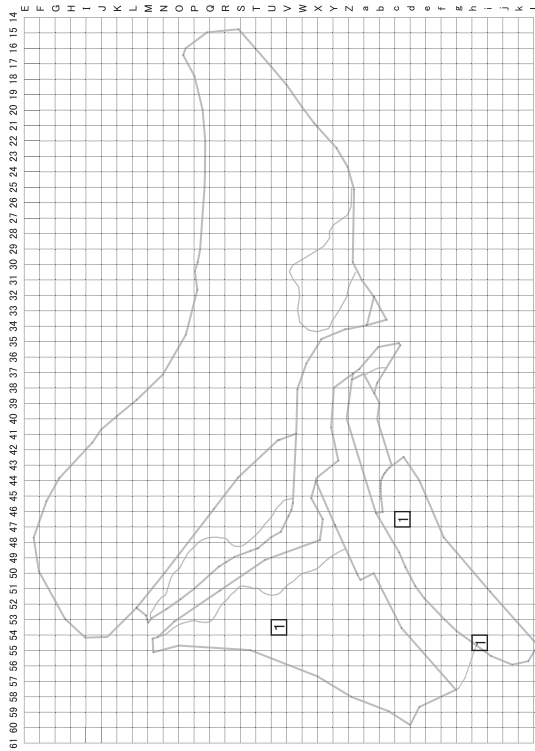 61 60 59 58 57 56 55 54 53 52 51 50 49 48 47 46 45 44 43 42 41 40 39 38 37 36 35 34 33 32 31 30 29 28 27 26 25 24 23 22 21 20 19 18 17 16 15 14
E
F
G
H
I
J
K
L
M
N
O
P
Q
R
S
T
U
V
W
X
Y
Z
a
b
c
d
e
f
g
h
i
j
k
l
1
1
1